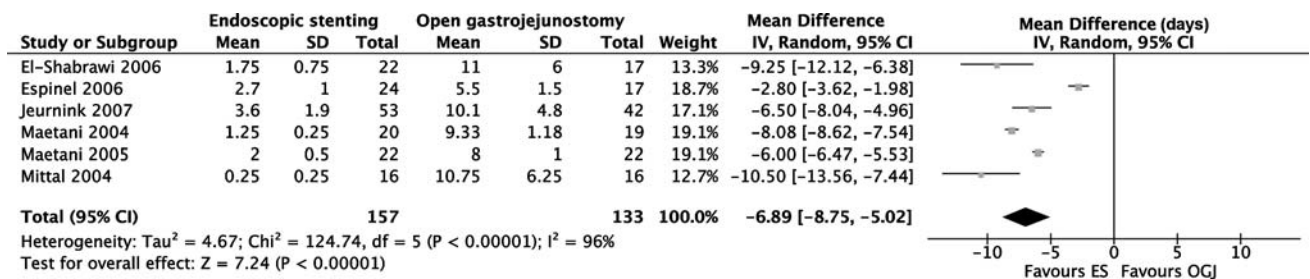 Endoscopic stenting Open gastrojejunostomy Mean Difference Mean Difference (days)
Study or Subgroup Mean SD Total Mean SD Total Weight IV, Random, 95% CI IV, Random, 95% CI
El-Shabrawi 2006 1.75 0.75 22 11 6 17 13.3% -9.25 [-12.12, -6.38]
Espinel 2006 2.7 1 24 5.5 1.5 17 18.7% -2.80 [-3.62, -1.98]
Jeurnink 2007 3.6 1.9 53 10.1 4.8 42 17.1% -6.50 [-8.04, -4.96]
Maetani 2004 1.25 0.25 20 9.33 1.18 19 19.1% -8.08 [-8.62, -7.54]
Maetani 2005 2 0.5 22 8 1 22 19.1% -6.00 [-6.47, -5.53]
Mittal 2004 0.25 0.25 16 10.75 6.25 16 12.7% -10.50 [-13.56, -7.44]
Total (95% CI) 157 133 100.0% -6.89 [-8.75, -5.02]
Heterogeneity: Tau² = 4.67; Chi² = 124.74, df = 5 (P < 0.00001); I² = 96%
Test for overall effect: Z = 7.24 (P < 0.00001)
-10 -5 0 5 10
Favours ES Favours OGJ